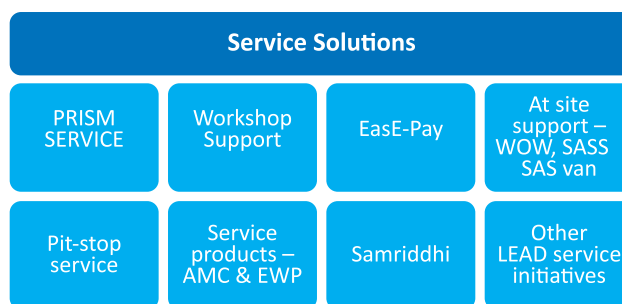 Service Solutions
PRISM
SERVICE
Workshop
Support
EasE-Pay
At site
support –
WOW, SASS
SAS van
Pit-stop
service
Service
products –
AMC & EWP
Samriddhi
Other
LEAD service
initiatives